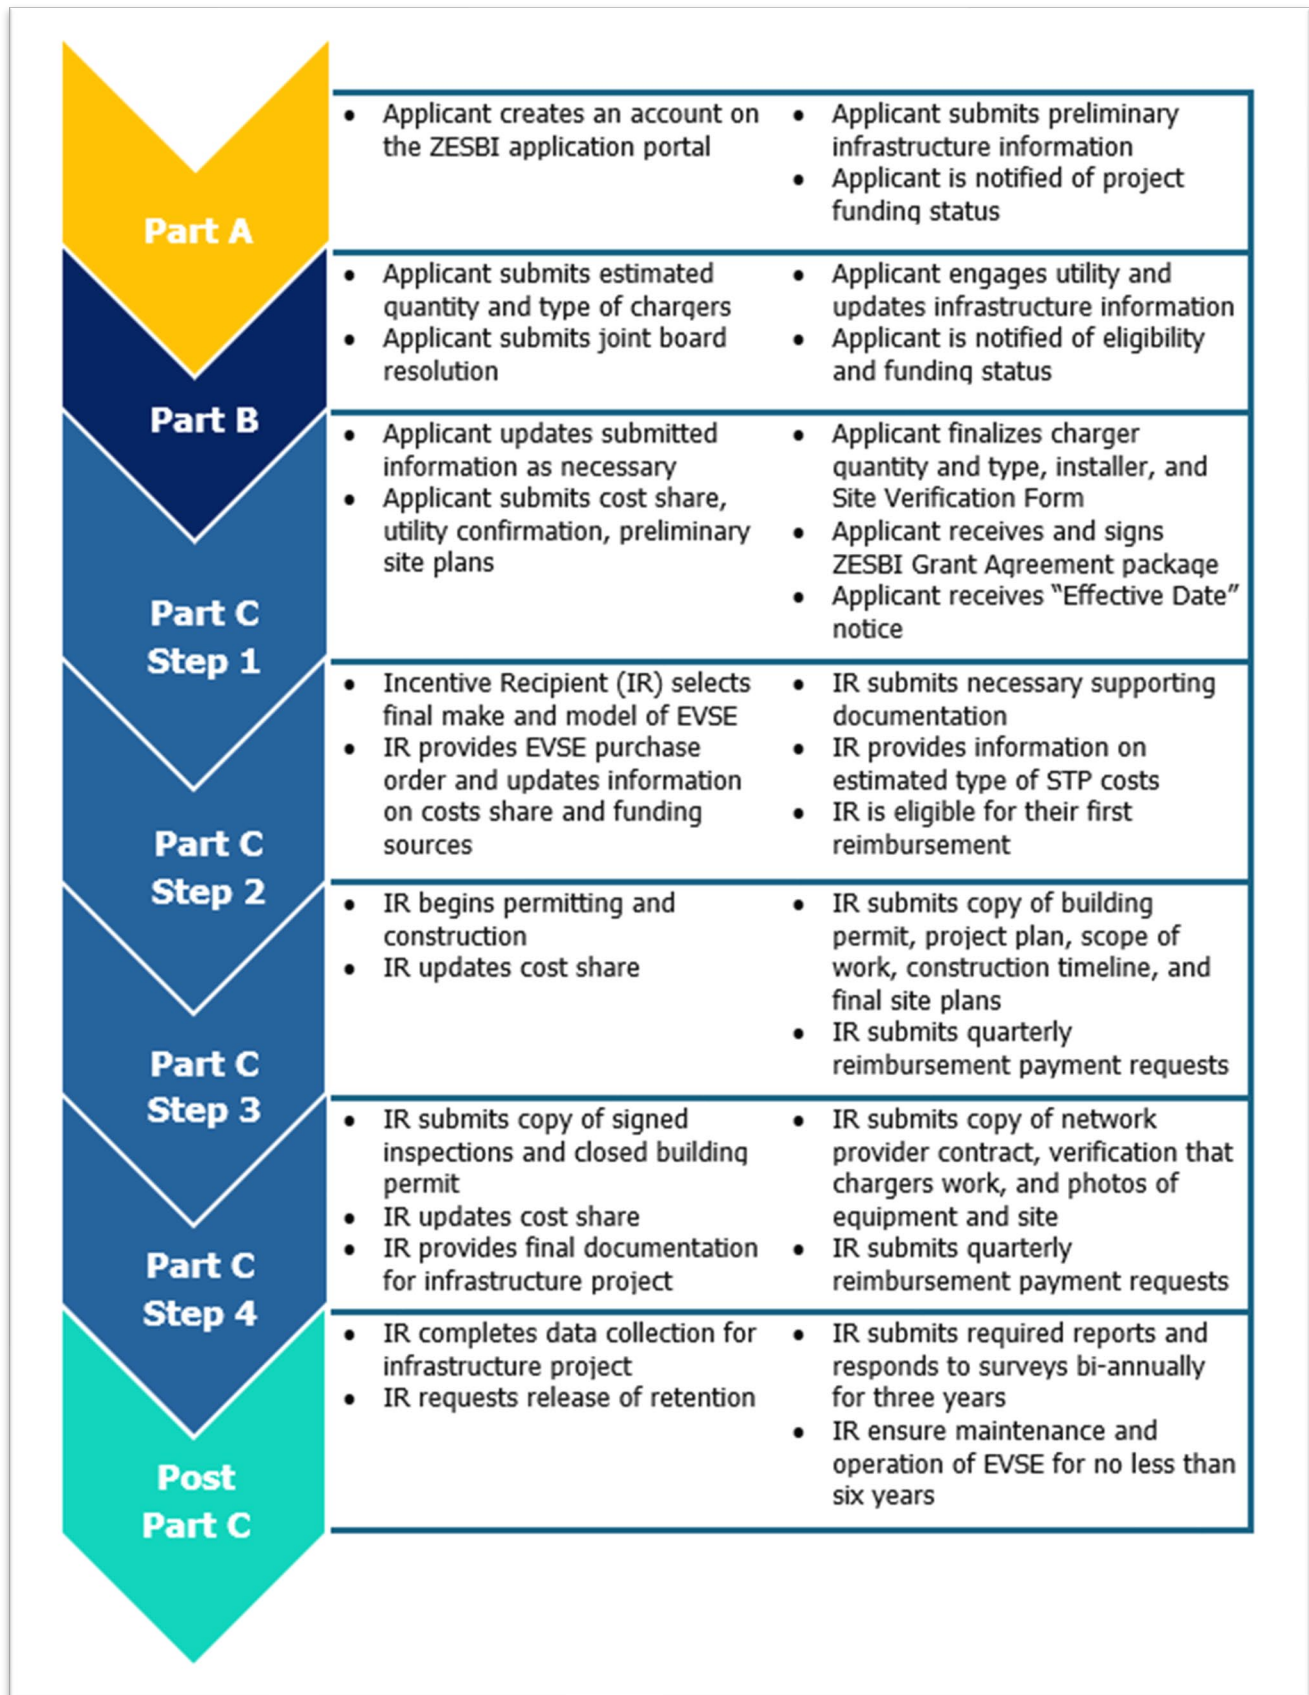 Part A
• Applicant creates an account on
the ZESBI application portal
• Applicant submits preliminary
infrastructure information
• Applicant is notified of project
funding status
Part B
• Applicant submits estimated
quantity and type of chargers
• Applicant submits joint board
resolution
• Applicant engages utility and
updates infrastructure information
• Applicant is notified of eligibility
and funding status
Part C
Step 1
• Applicant updates submitted
information as necessary
• Applicant submits cost share,
utility confirmation, preliminary
site plans
• Applicant finalizes charger
quantity and type, installer, and
Site Verification Form
• Applicant receives and signs
ZESBI Grant Agreement package
• Applicant receives “Effective Date”
notice
Part C
Step 2
• Incentive Recipient (IR) selects
final make and model of EVSE
• IR provides EVSE purchase
order and updates information
on costs share and funding
sources
• IR submits necessary supporting
documentation
• IR provides information on
estimated type of STP costs
• IR is eligible for their first
reimbursement
Part C
Step 3
• IR begins permitting and
construction
• IR updates cost share
• IR submits copy of building
permit, project plan, scope of
work, construction timeline, and
final site plans
• IR submits quarterly
reimbursement payment requests
Part C
Step 4
• IR submits copy of signed
inspections and closed building
permit
• IR updates cost share
• IR provides final documentation
for infrastructure project
• IR submits copy of network
provider contract, verification that
chargers work, and photos of
equipment and site
• IR submits quarterly
reimbursement payment requests
Post
Part C
• IR completes data collection for
infrastructure project
• IR requests release of retention
• IR submits required reports and
responds to surveys bi-annually
for three years
• IR ensure maintenance and
operation of EVSE for no less than
six years